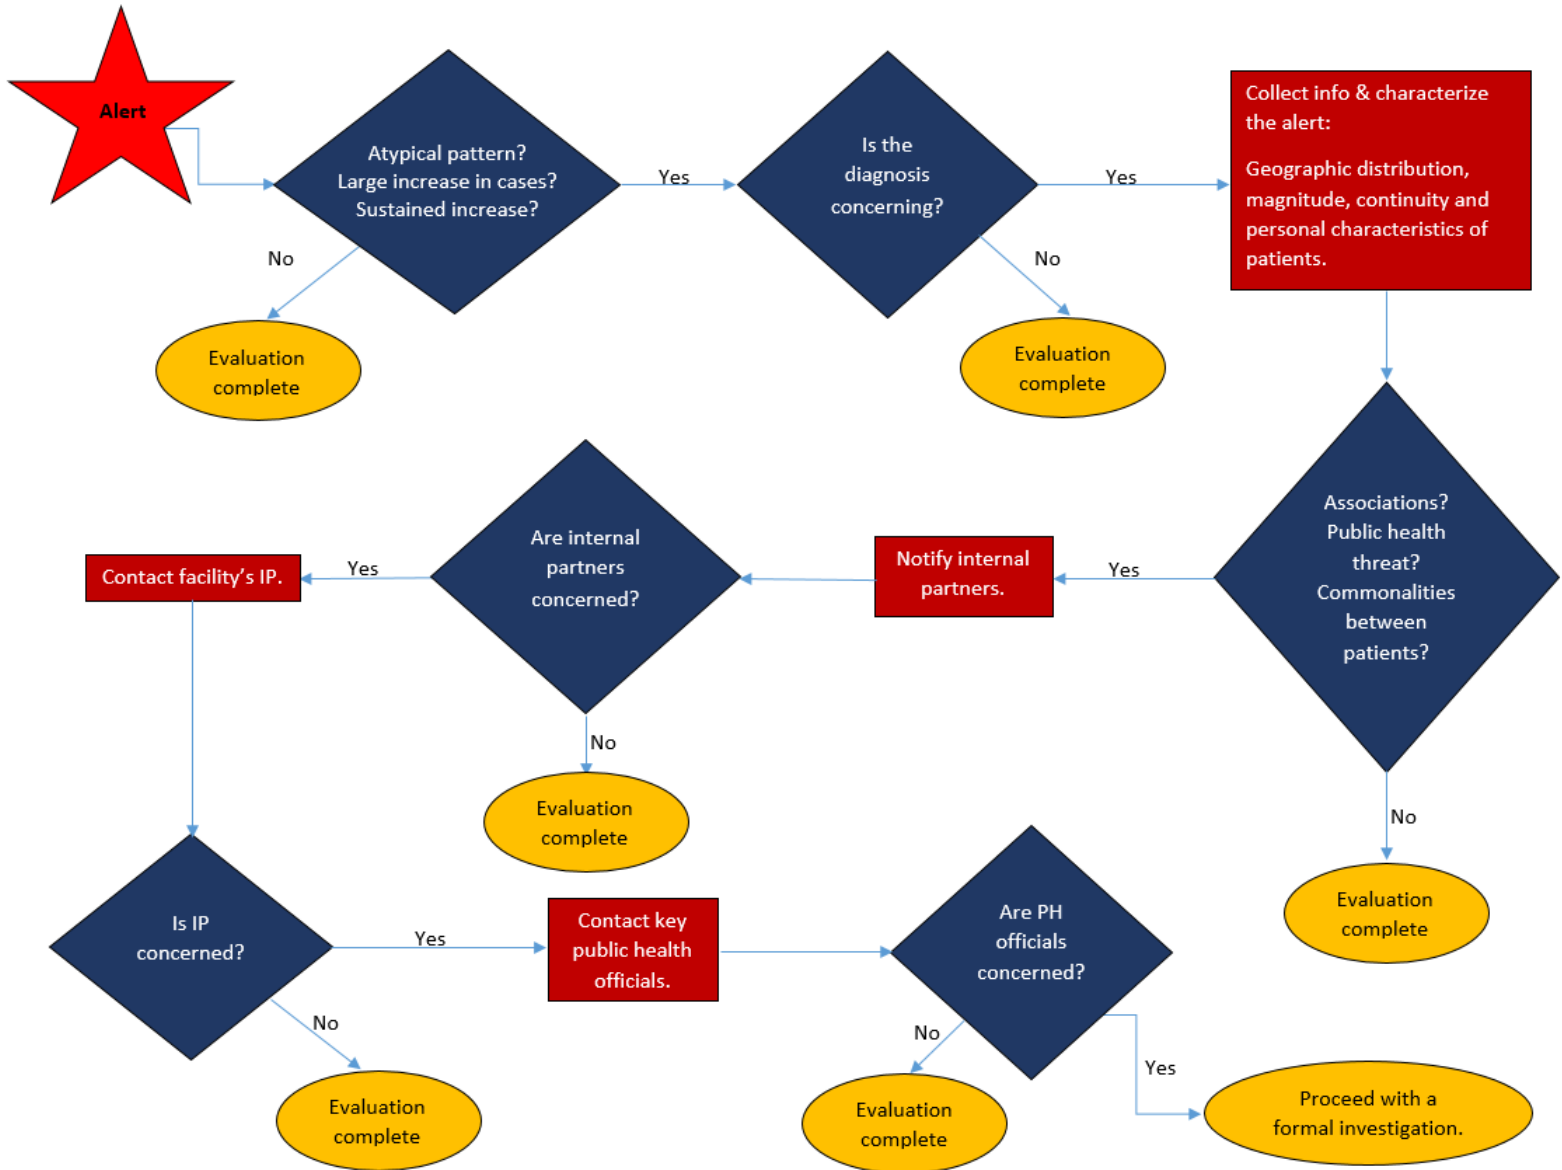 Alert
Atypical pattern?
Large increase in cases?
Sustained increase?
Yes
No
Evaluation
complete
Is the
diagnosis
concerning?
Yes
No
Evaluation
complete
Collect info & characterize
the alert:
Geographic distribution,
magnitude, continuity and
personal characteristics of
patients.
Associations?
Public health
threat?
Commonalities
between
patients?
Yes
No
Evaluation
complete
Notify internal
partners.
Are internal
partners
concerned?
Yes
No
Evaluation
complete
Contact facility’s IP.
Is IP
concerned?
Yes
No
Evaluation
complete
Contact key
public health
officials.
Are PH
officials
concerned?
No
Evaluation
complete
Yes
Proceed with a
formal investigation.